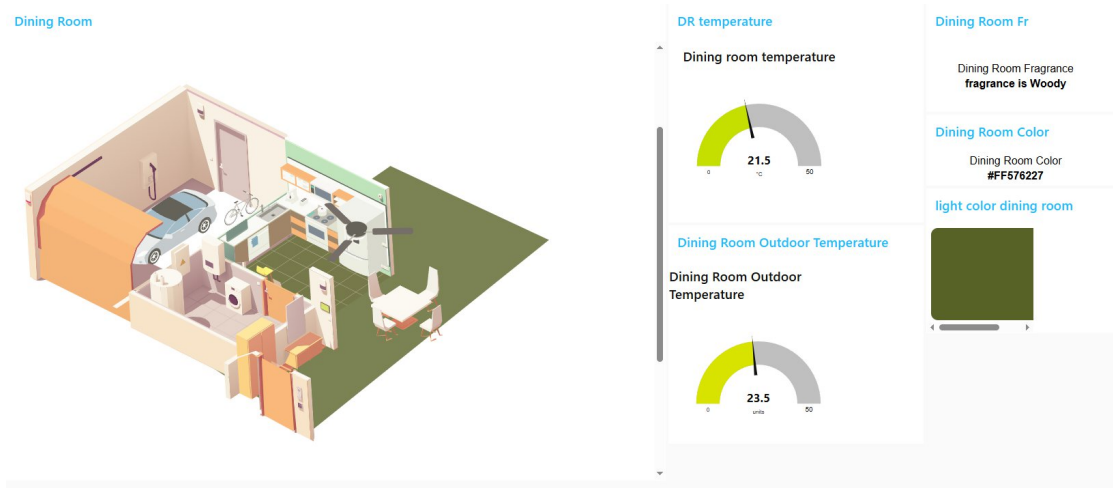 Dining Room
DR temperature
Dining room temperature
21.5
0
°C
50
Dining Room Outdoor Temperature
Dining Room Outdoor
Temperature
23.5
0
units
50
Dining Room Fr
Dining Room Fragrance
fragrance is Woody
Dining Room Color
Dining Room Color
#FF576227
light color dining room